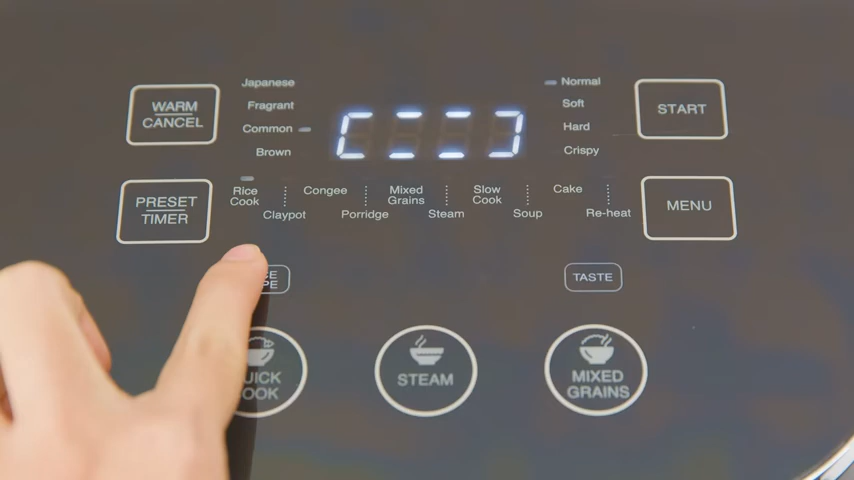 WARM
CANCEL
Japanese
Fragrant
Common
Brown
Normal
Soft
Hard
Crispy
START
PRESET
TIMER
Rice
Cook
Claypot
Congee
Porridge
Mixed
Grains
Steam
Slow
Cook
Soup
Cake
Re-heat
MENU
TASTE
STEAM
MIXED
GRAINS